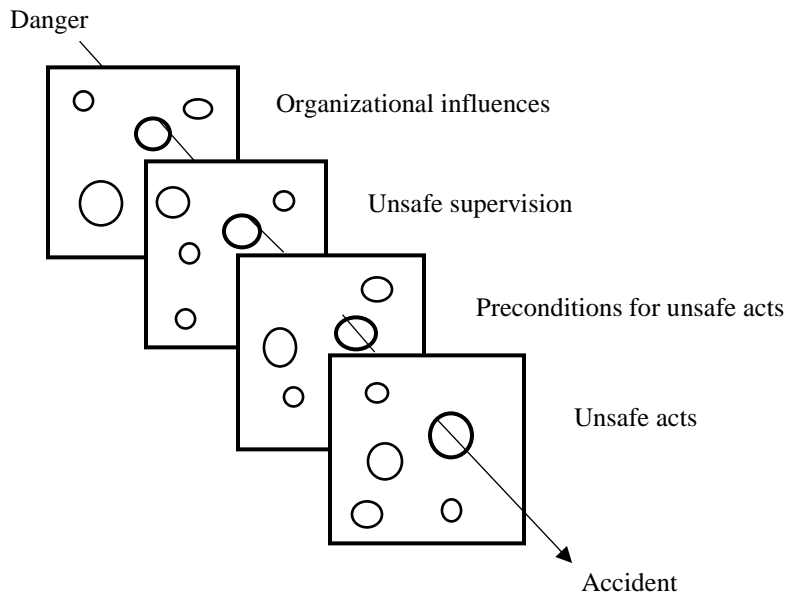 Danger
Organizational influences
Unsafe supervision
Preconditions for unsafe acts
Unsafe acts
Accident